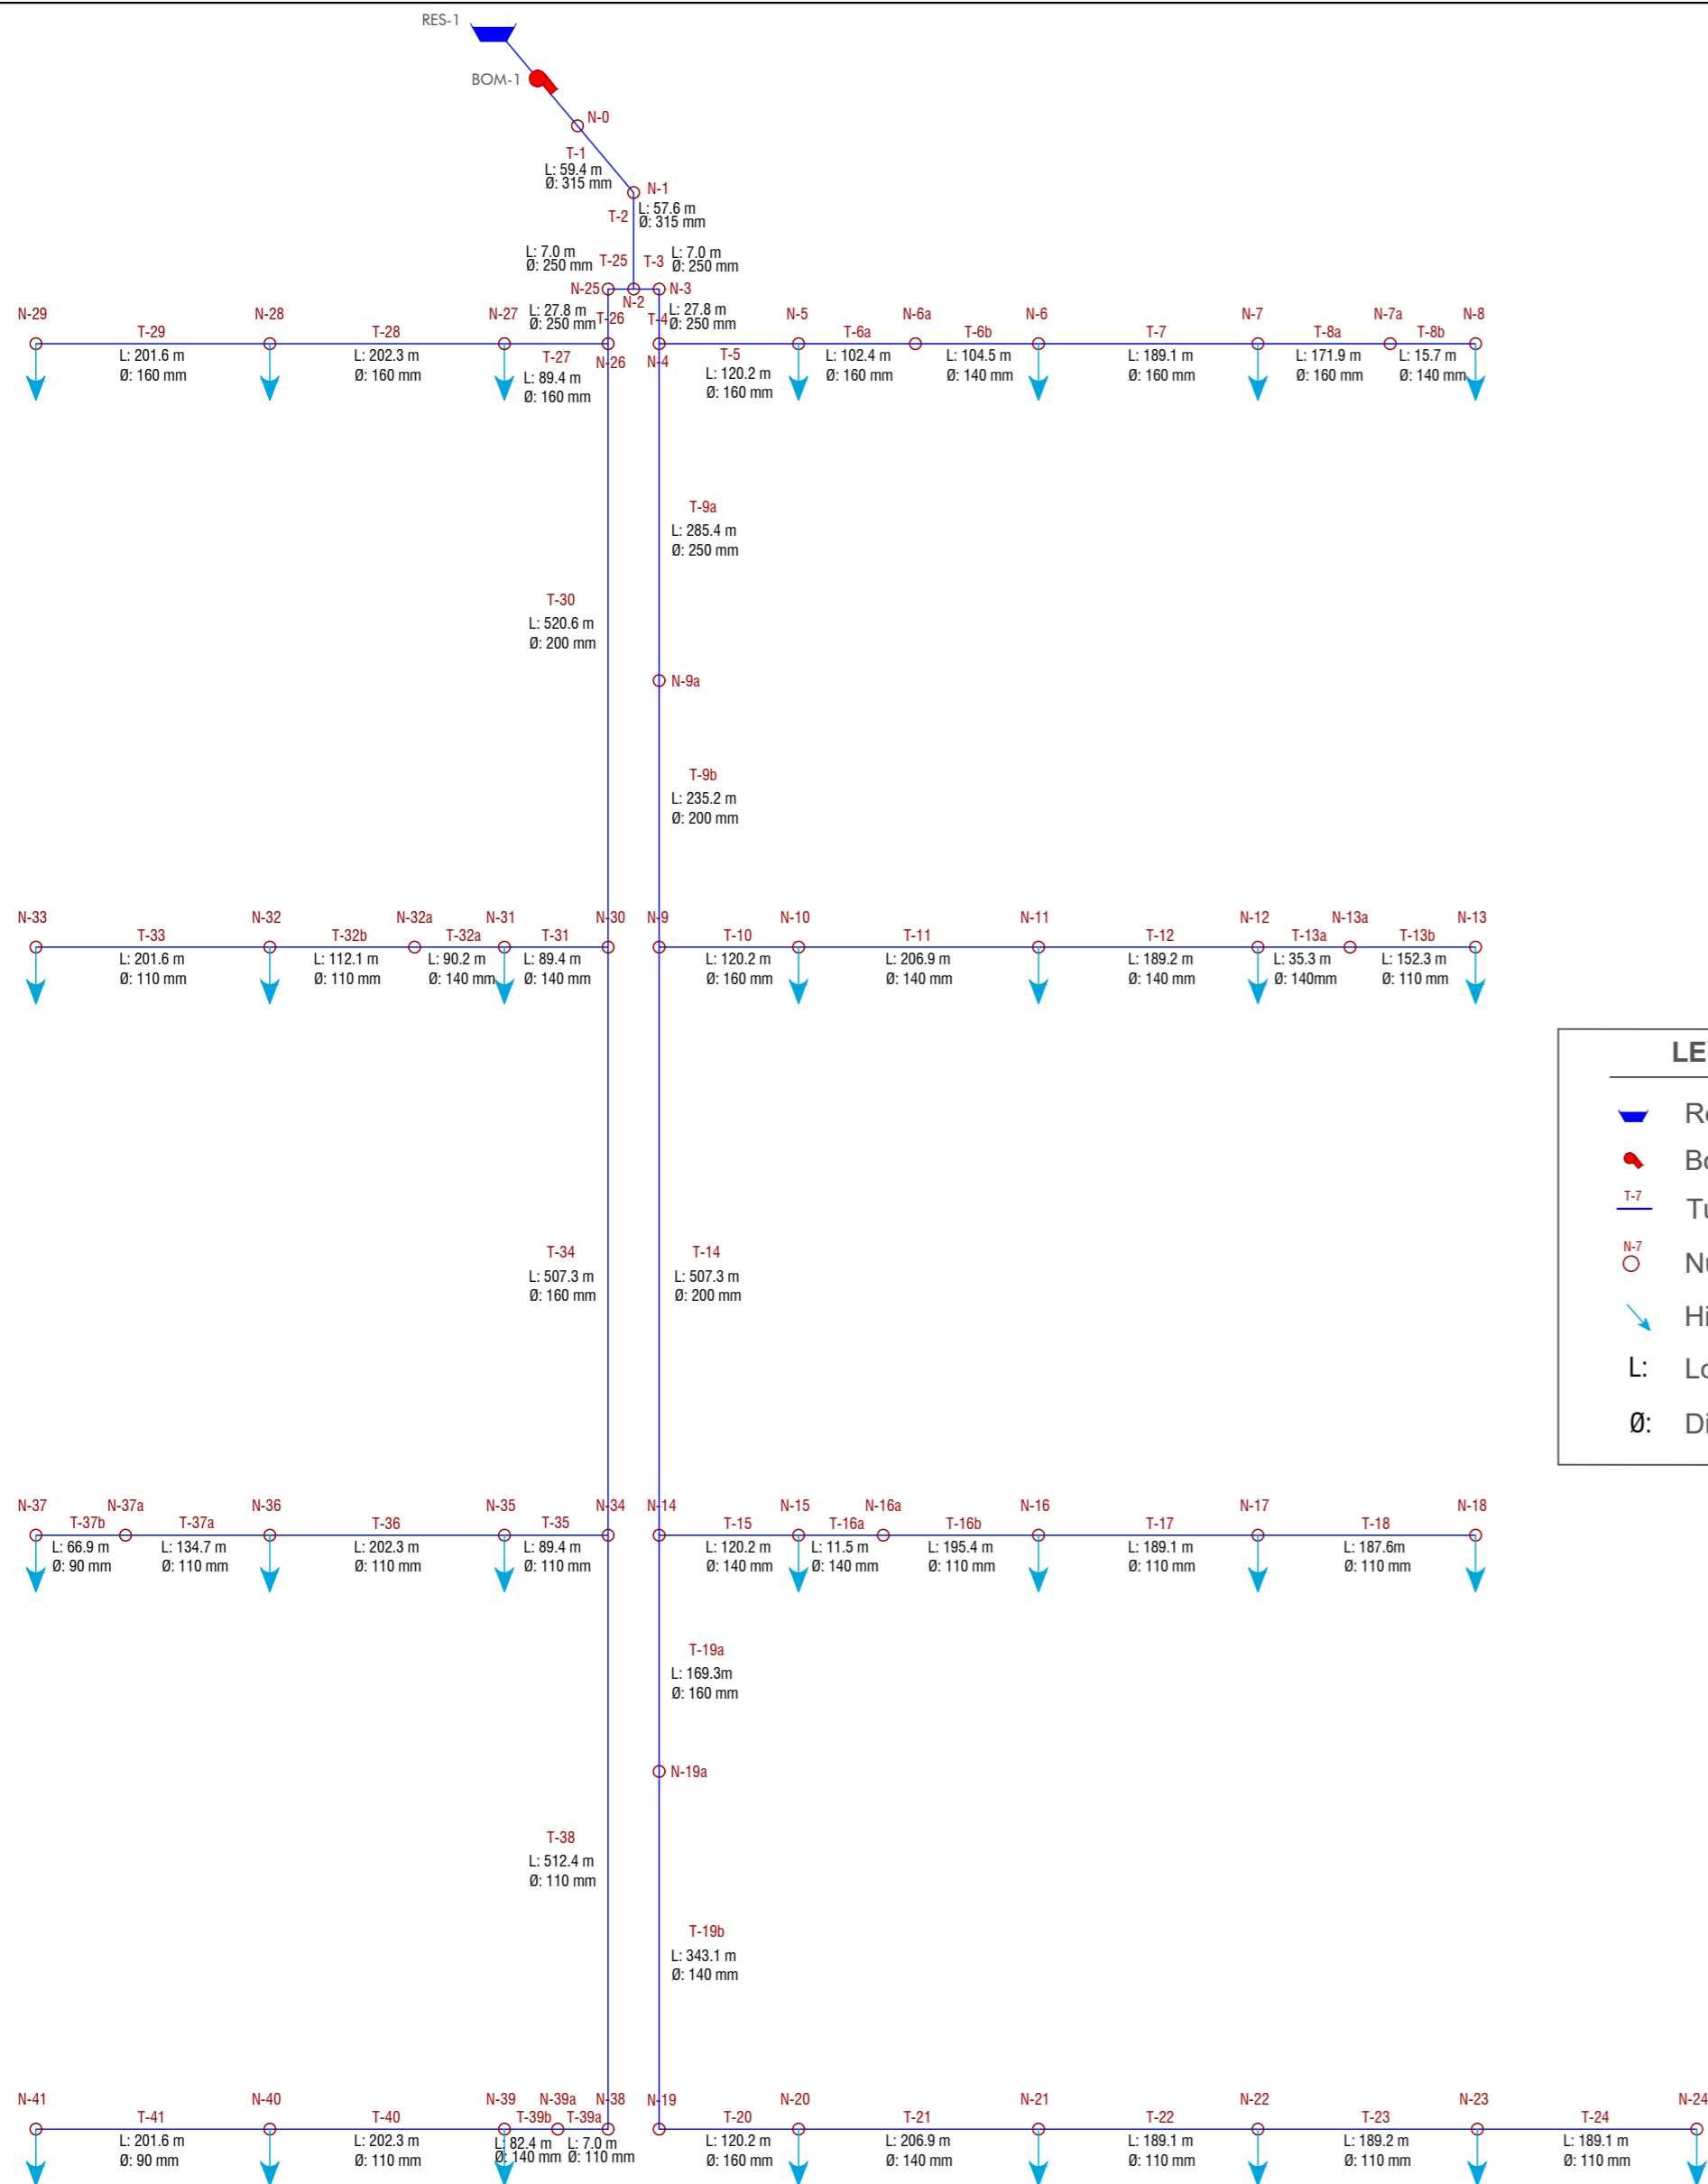 RES-1
BOM-1
N-0
T-1
L: 59.4 m
Ø: 315 mm
N-1
T-2
L: 57.6 m
Ø: 315 mm
L: 7.0 m
Ø: 250 mm
T-25
T-3
L: 7.0 m
Ø: 250 mm
N-25
N-2
N-3
L: 27.8 m
Ø: 250 mm
T-26
T-4
L: 27.8 m
Ø: 250 mm
N-29
N-28
N-27
N-5
N-6a
N-6
N-7
N-7a
N-8
T-29
L: 201.6 m
Ø: 160 mm
T-28
L: 202.3 m
Ø: 160 mm
T-27
L: 89.4 m
Ø: 160 mm
N-26
N-4
T-5
L: 120.2 m
Ø: 160 mm
T-6a
L: 102.4 m
Ø: 160 mm
T-6b
L: 104.5 m
Ø: 140 mm
T-7
L: 189.1 m
Ø: 160 mm
T-8a
L: 171.9 m
Ø: 160 mm
T-8b
L: 15.7 m
Ø: 140 mm
T-9a
L: 285.4 m
Ø: 250 mm
T-30
L: 520.6 m
Ø: 200 mm
N-9a
T-9b
L: 235.2 m
Ø: 200 mm
N-33
N-32
N-32a
N-31
N-30
N-9
N-10
N-11
N-12
N-13a
N-13
T-33
L: 201.6 m
Ø: 110 mm
T-32b
L: 112.1 m
Ø: 110 mm
T-32a
L: 90.2 m
Ø: 140 mm
T-31
L: 89.4 m
Ø: 140 mm
T-10
L: 120.2 m
Ø: 160 mm
T-11
L: 206.9 m
Ø: 140 mm
T-12
L: 189.2 m
Ø: 140 mm
T-13a
L: 35.3 m
Ø: 140mm
T-13b
L: 152.3 m
Ø: 110 mm
T-7
N-7
L:
Ø:
T-34
L: 507.3 m
Ø: 160 mm
T-14
L: 507.3 m
Ø: 200 mm
N-37
N-37a
N-36
N-35
N-34
N-14
N-15
N-16a
N-16
N-17
N-18
T-37b
L: 66.9 m
Ø: 90 mm
T-37a
L: 134.7 m
Ø: 110 mm
T-36
L: 202.3 m
Ø: 110 mm
T-35
L: 89.4 m
Ø: 110 mm
T-15
L: 120.2 m
Ø: 140 mm
T-16a
L: 11.5 m
Ø: 140 mm
T-16b
L: 195.4 m
Ø: 110 mm
T-17
L: 189.1 m
Ø: 110 mm
T-18
L: 187.6m
Ø: 110 mm
T-19a
L: 169.3m
Ø: 160 mm
N-19a
T-38
L: 512.4 m
Ø: 110 mm
T-19b
L: 343.1 m
Ø: 140 mm
N-41
N-40
N-39
N-39a
N-38
N-19
N-20
N-21
N-22
N-23
N-24
T-41
L: 201.6 m
Ø: 90 mm
T-40
L: 202.3 m
Ø: 110 mm
T-39b
L: 82.4 m
Ø: 140 mm
T-39a
L: 7.0 m
Ø: 110 mm
T-20
L: 120.2 m
Ø: 160 mm
T-21
L: 206.9 m
Ø: 140 mm
T-22
L: 189.1 m
Ø: 110 mm
T-23
L: 189.2 m
Ø: 110 mm
T-24
L: 189.1 m
Ø: 110 mm